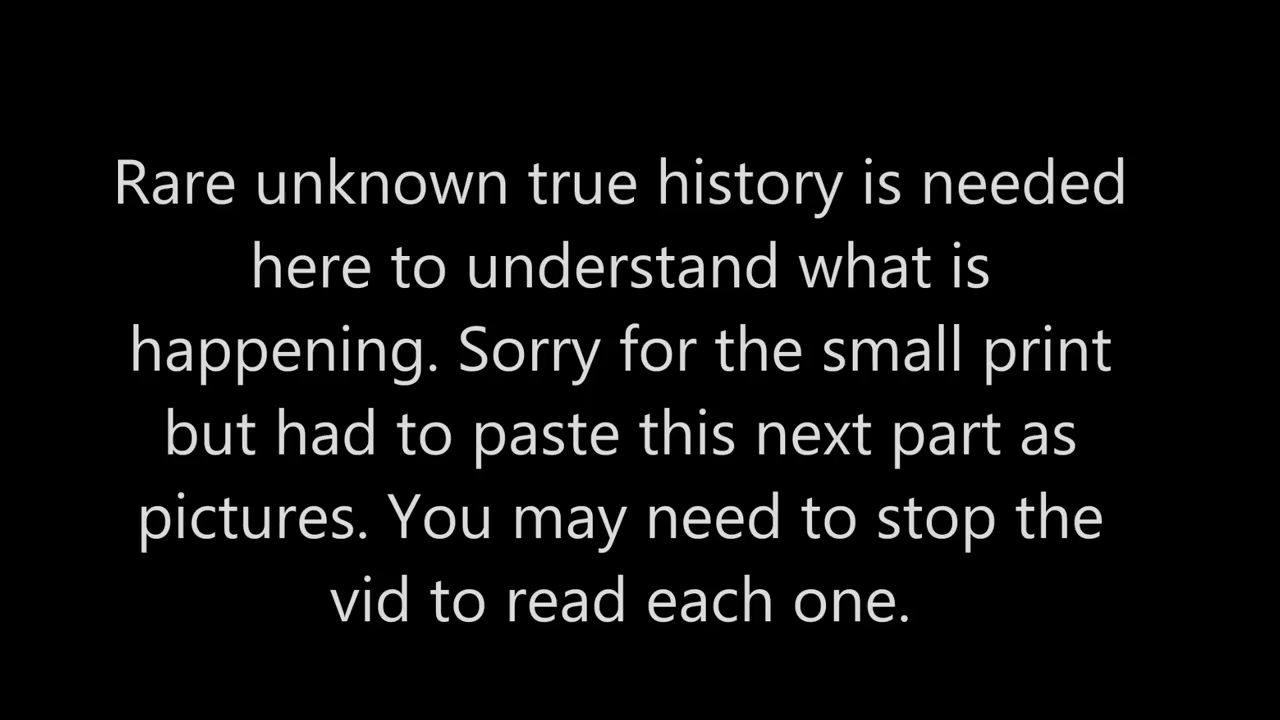 Rare unknown true history is needed
here to understand what is
happening. Sorry for the small print
but had to paste this next part as
pictures. You may need to stop the
vid to read each one.